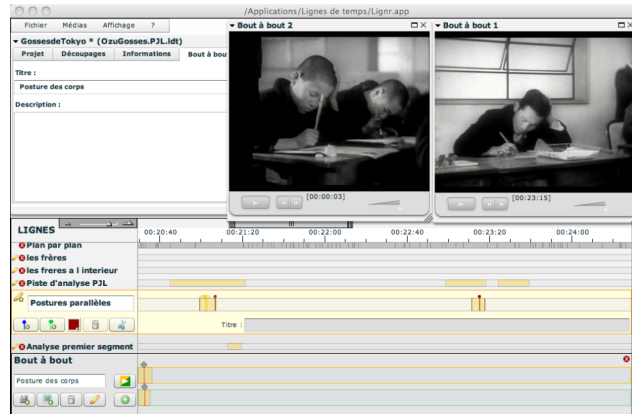 /Applications/Lignes de temps/Lignr.app
Fichier Médias Affichage ?
GossesdeTokyo * (OzuGosses.PJL.ldt)
Projet Découpages Informations Bout à bou
Titre :
Posture des corps
Description :
Bout à bout 2
[00:00:03]
Bout à bout 1
[00:23:15]
LIGNES
00:20:40 00:21:20 00:22:00 00:22:40 00:23:20 00:24:00
Plan par plan
les frères
les freres a l interieur
Piste d'analyse PJL
Postures parallèles
Titre :
Analyse premier segment
Bout à bout
Posture des corps